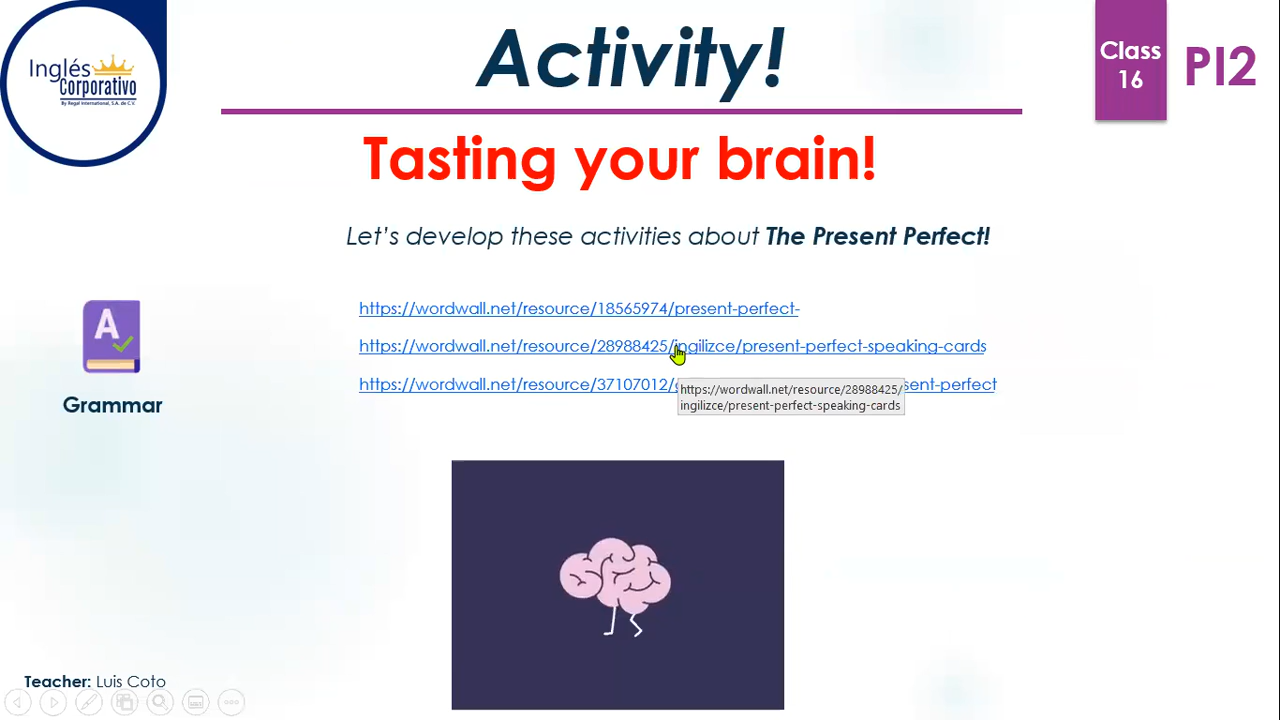 Inglés
Corporativo
By Regal International, S.A. de C.V.
Activity!
Class
16
PI2
Tasting your brain!
Let's develop these activities about The Present Perfect!
https://wordwall.net/resource/18565974/present-perfect-
https://wordwall.net/resource/28988425/ingilizce/present-perfect-speaking-cards
https://wordwall.net/resource/37107012/
sent-perfect
https://wordwall.net/resource/28988425/
ingilizce/present-perfect-speaking-cards
A
Grammar
Teacher: Luis Coto